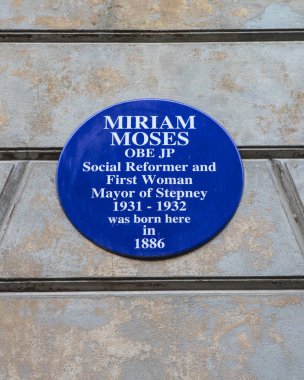 MIRIAM
MOSES
OBE JP
Social Reformer and
First Woman
Mayor of Stepney
1931 - 1932
was born here
in
1886